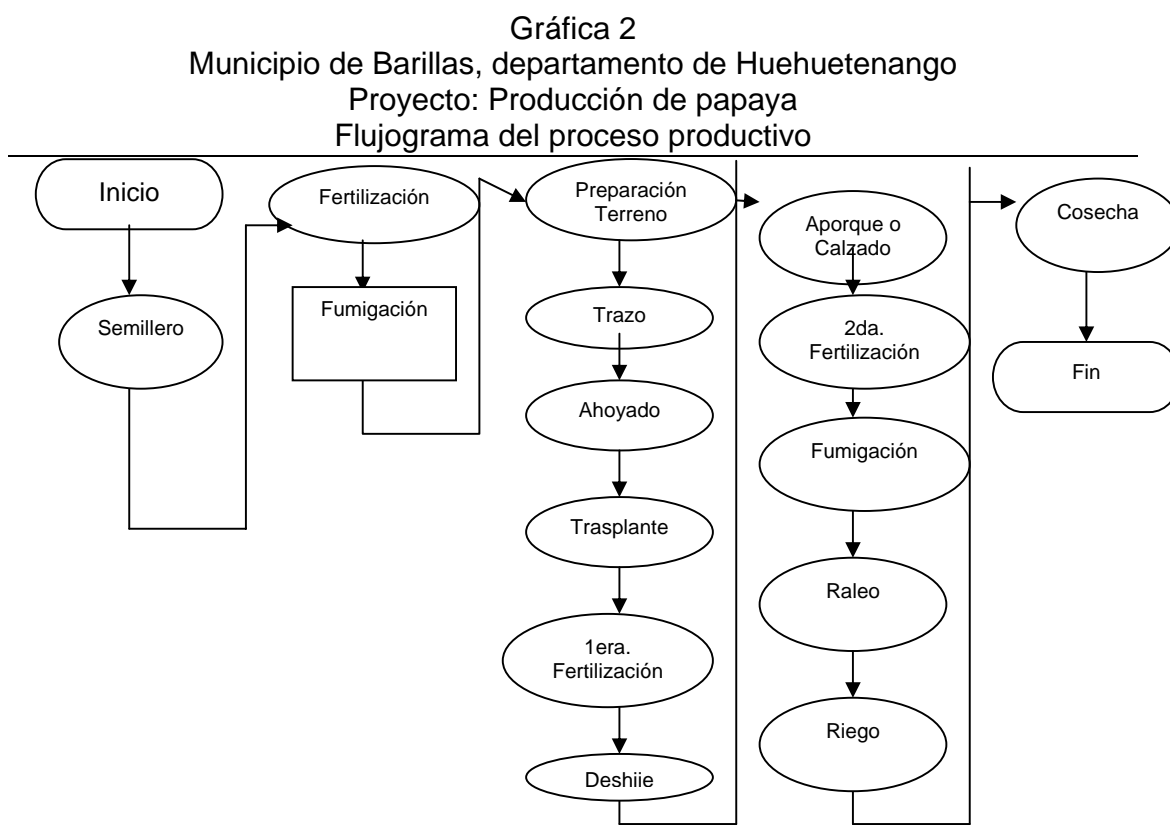 Gráfica 2
Municipio de Barillas, departamento de Huehuetenango
Proyecto: Producción de papaya
Flujograma del proceso productivo
Inicio
Semillero
Fertilización
Fumigación
Preparación
Terreno
Trazo
Ahoyado
Trasplante
1era.
Fertilización
Deshiie
Aporque o
Calzado
2da.
Fertilización
Fumigación
Raleo
Riego
Cosecha
Fin